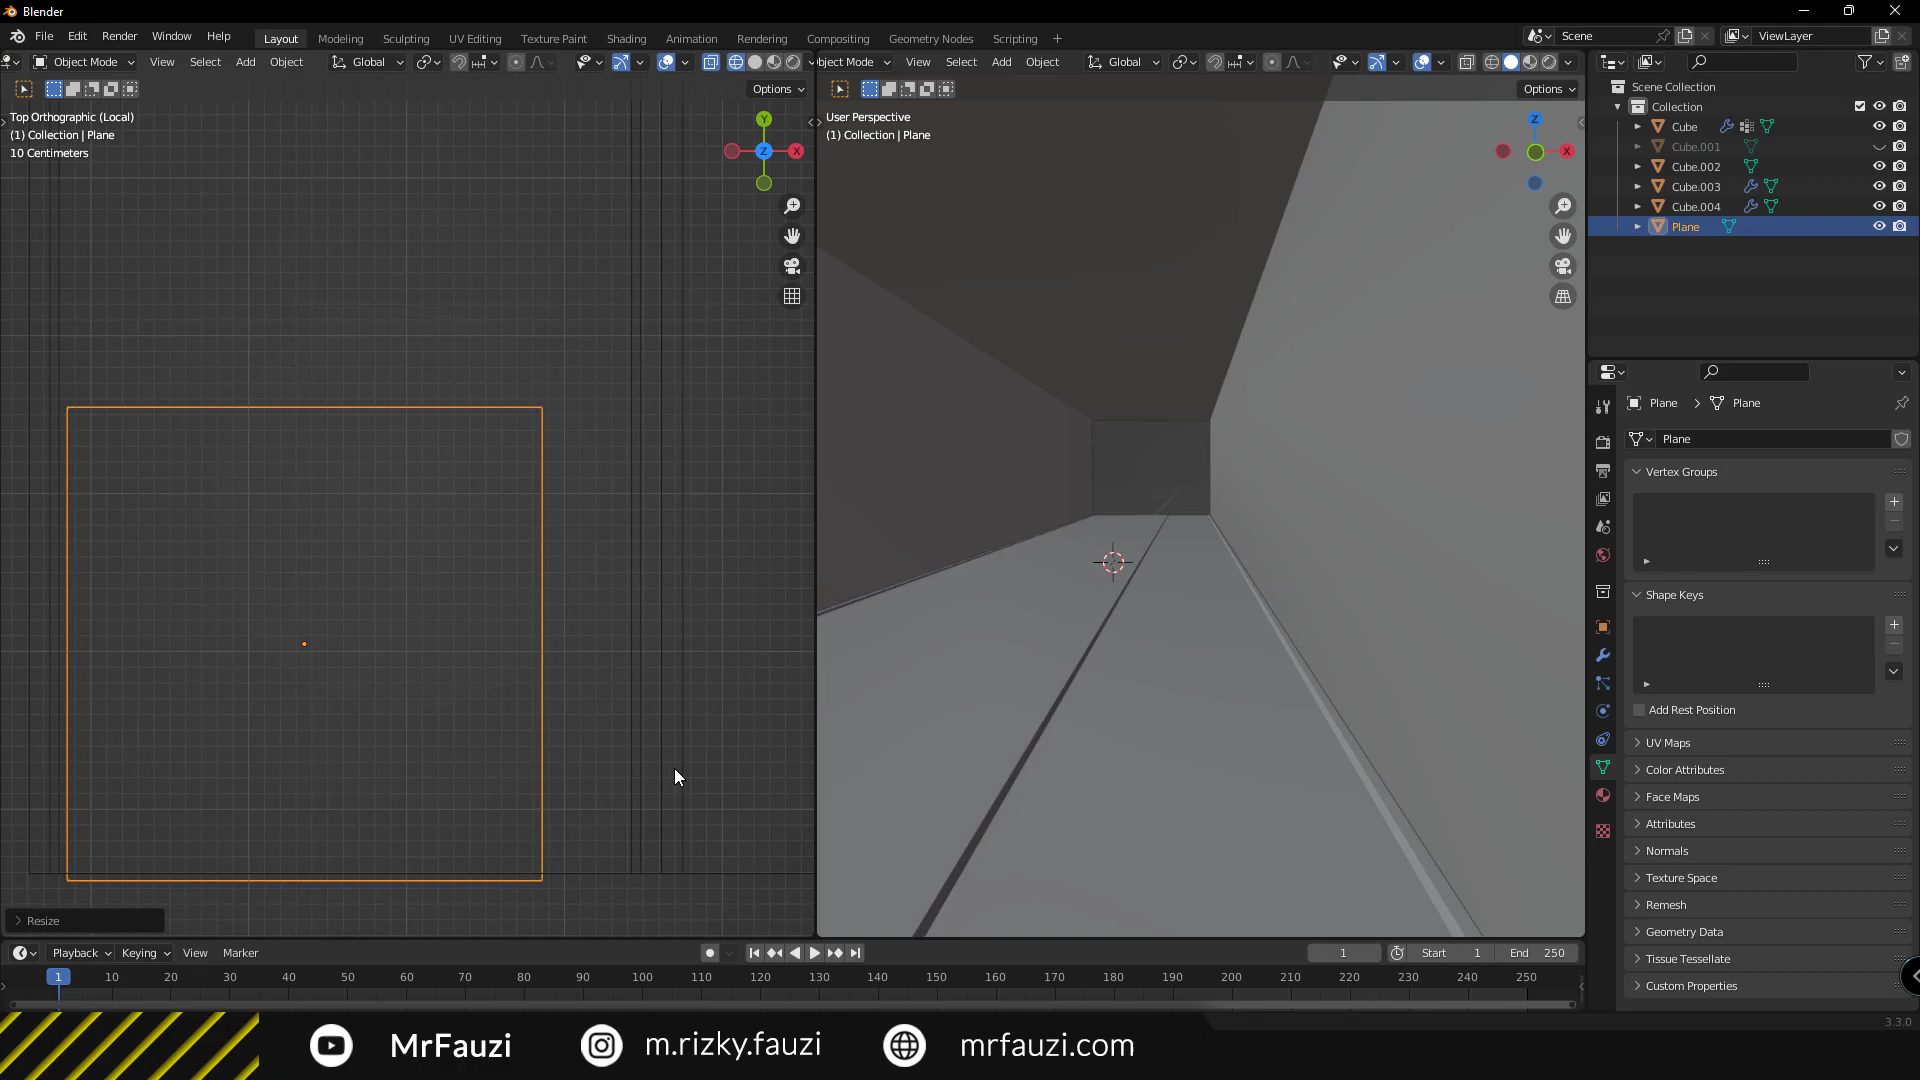 Blender
File Edit Render Window Help Layout Modeling Sculpting UV Editing Texture Paint Shading Animation Rendering Compositing Geometry Nodes Scripting + Scene ViewLayer
Object Mode View Select Add Object Global
bject Mode View Select Add Object Global
Options
Options
Top Orthographic (Local)
(1) Collection | Plane
10 Centimeters
Y
Z
X
User Perspective
(1) Collection | Plane
Z
X
Scene Collection
Collection
Cube
Cube.001
Cube.002
Cube.003
Cube.004
Plane
Plane > Plane
Plane
Vertex Groups
Shape Keys
Add Rest Position
UV Maps
Color Attributes
Face Maps
Attributes
Normals
Texture Space
Remesh
Geometry Data
Tissue Tessellate
Custom Properties
Resize
Playback Keying View Marker 1 Start 1 End 250
1 10 20 30 40 50 60 70 80 90 100 110 120 130 140 150 160 170 180 190 200 210 220 230 240 250
3.3.0
MrFauzi m.rizky.fauzi mrfauzi.com